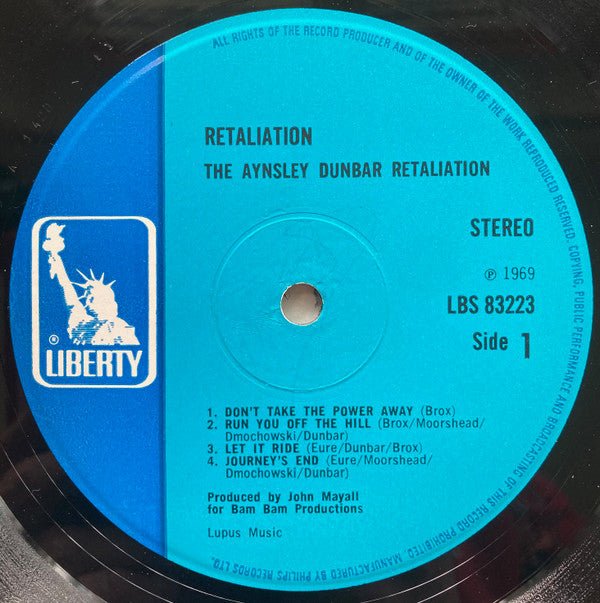 ALL RIGHTS OF THE RECORD PRODUCER AND OF THE OWNER OF THE WORK REPRODUCED RESERVED. COPYING, PUBLIC PERFORMANCE AND BROADCASTING OF THIS RECORD PROHIBITED. MANUFACTURED BY PHILIPS RECORDS LTD.
RETALIATION
THE AYNSLEY DUNBAR RETALIATION
STEREO
℗ 1969
LBS 83223
Side 1
® LIBERTY
1. DON'T TAKE THE POWER AWAY (Brox)
2. RUN YOU OFF THE HILL (Brox/Moorshead/
Dmochowski/Dunbar)
3. LET IT RIDE (Eure/Dunbar/Brox)
4. JOURNEY'S END (Eure/Moorshead/
Dmochowski/Dunbar)
Produced by John Mayall
for Bam Bam Productions
Lupus Music